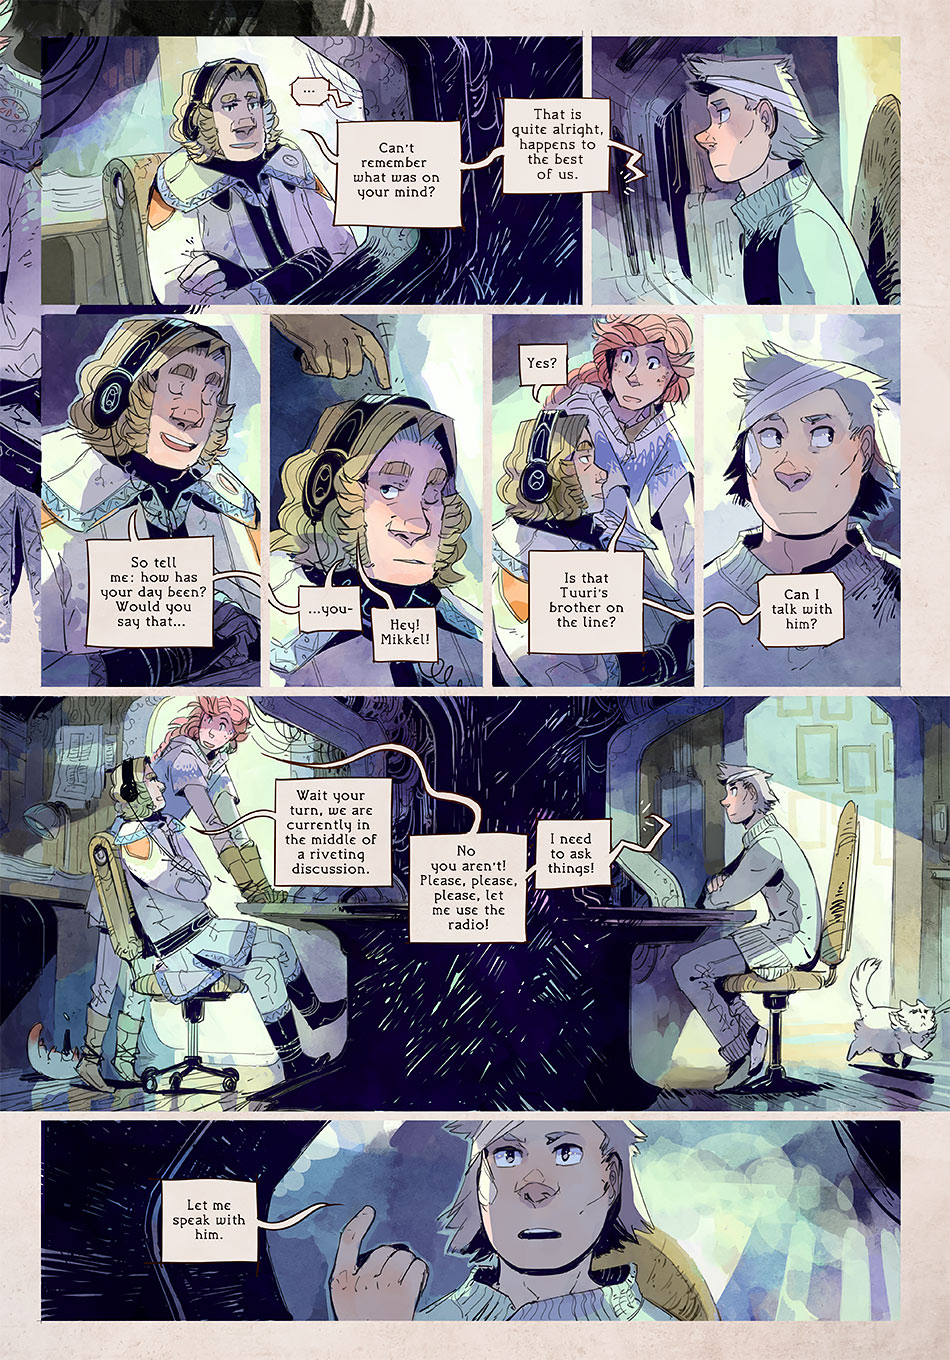 ...
Can't
remember
what was on
your mind?
That is
quite alright,
happens to
the best
of us.
So tell
me: how has
your day been?
Would you
say that...
...you-
Hey!
Mikkel!
Yes?
Is that
Tuuri's
brother on
the line?
Can I
talk with
him?
Wait your
turn, we are
currently in
the middle of
a riveting
discussion.
No
you aren't!
Please, please,
please, let
me use the
radio!
I need
to ask
things!
Let me
speak with
him.